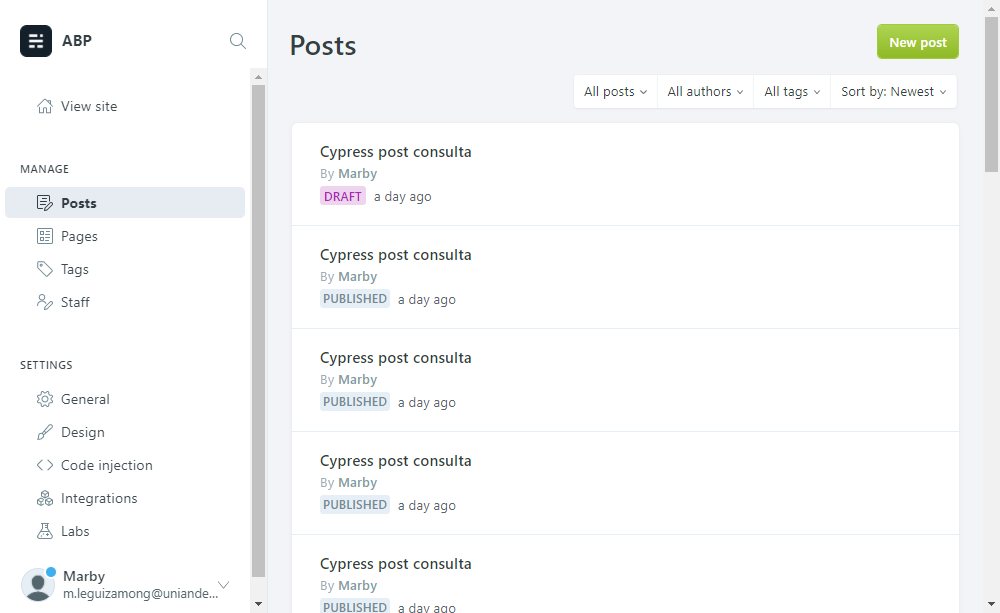 ABP
View site
MANAGE
Posts
Pages
Tags
Staff
SETTINGS
General
Design
Code injection
Integrations
Labs
Marby
m.leguizamong@uniande...
Posts
New post
All posts
All authors
All tags
Sort by: Newest
Cypress post consulta
By Marby
DRAFT a day ago
Cypress post consulta
By Marby
PUBLISHED a day ago
Cypress post consulta
By Marby
PUBLISHED a day ago
Cypress post consulta
By Marby
PUBLISHED a day ago
Cypress post consulta
By Marby
PUBLISHED a day ago